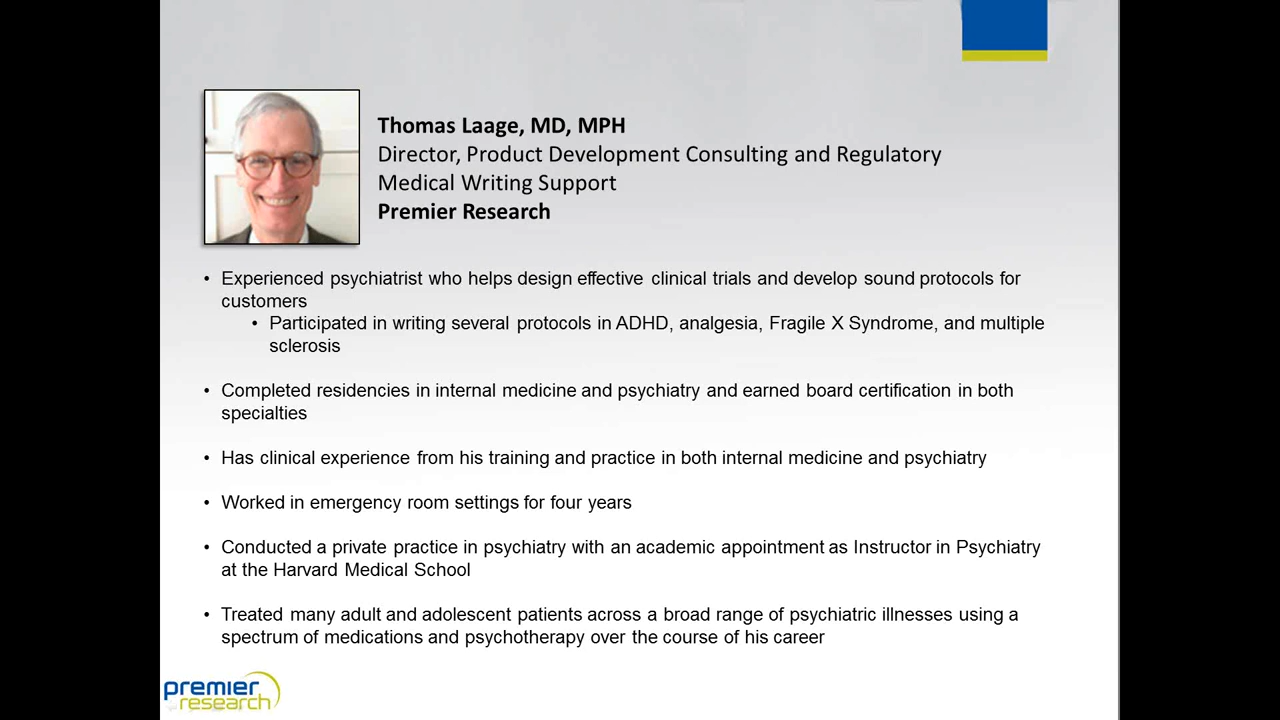 Thomas Laage, MD, MPH
Director, Product Development Consulting and Regulatory
Medical Writing Support
Premier Research
• Experienced psychiatrist who helps design effective clinical trials and develop sound protocols for
customers
• Participated in writing several protocols in ADHD, analgesia, Fragile X Syndrome, and multiple
sclerosis
• Completed residencies in internal medicine and psychiatry and earned board certification in both
specialties
• Has clinical experience from his training and practice in both internal medicine and psychiatry
• Worked in emergency room settings for four years
• Conducted a private practice in psychiatry with an academic appointment as Instructor in Psychiatry
at the Harvard Medical School
• Treated many adult and adolescent patients across a broad range of psychiatric illnesses using a
spectrum of medications and psychotherapy over the course of his career
premier
research